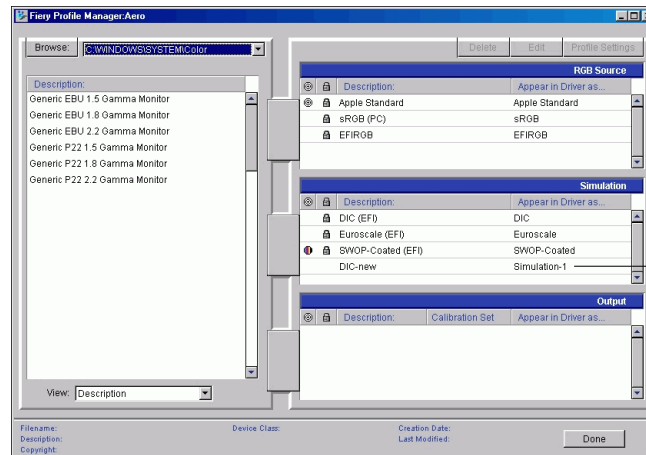 Fiery Profile Manager:Aero
Browse: C:\WINDOWS\SYSTEM\Color
Delete Edit Profile Settings
Description:
Generic EBU 1.5 Gamma Monitor
Generic EBU 1.8 Gamma Monitor
Generic EBU 2.2 Gamma Monitor
Generic P22 1.5 Gamma Monitor
Generic P22 1.8 Gamma Monitor
Generic P22 2.2 Gamma Monitor
View: Description
RGB Source
Description: Appear in Driver as...
Apple Standard Apple Standard
sRGB (PC) sRGB
EFIRGB EFIRGB
Simulation
Description: Appear in Driver as...
DIC (EFI) DIC
Euroscale (EFI) Euroscale
SWOP-Coated (EFI) SWOP-Coated
DIC-new Simulation-1
Output
Description: Calibration Set Appear in Driver as...
Filename: Device Class: Creation Date:
Description: Last Modified:
Copyright:
Done